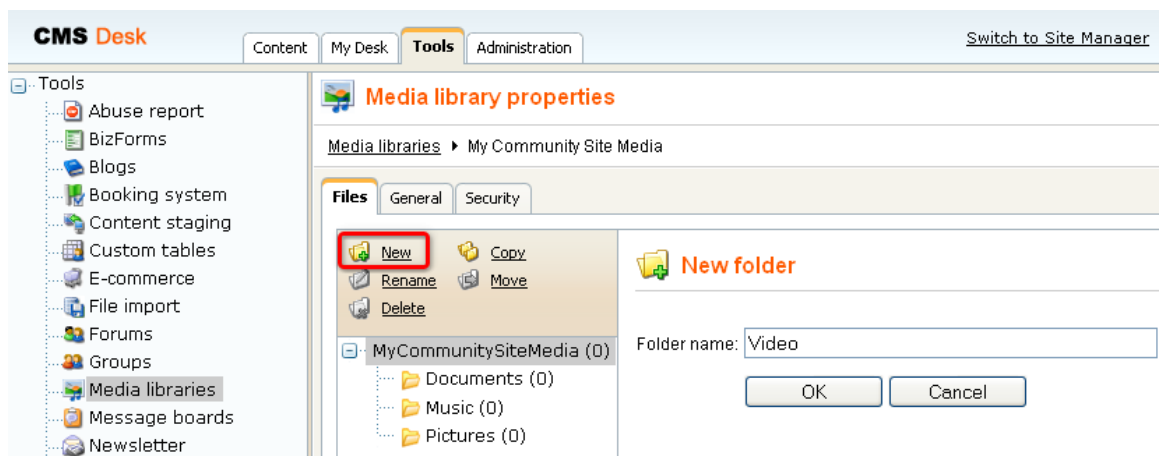 CMS Desk
Content My Desk Tools Administration
Switch to Site Manager
Tools
Abuse report
BizForms
Blogs
Booking system
Content staging
Custom tables
E-commerce
File import
Forums
Groups
Media libraries
Message boards
Newsletter
Media library properties
Media libraries ▸ My Community Site Media
Files General Security
New Copy
Rename Move
Delete
MyCommunitySiteMedia (0)
Documents (0)
Music (0)
Pictures (0)
New folder
Folder name: Video
OK Cancel